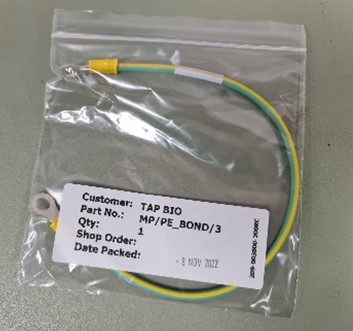 Customer: TAP BIO
Part No.: MP/PE_BOND/3
Qty: 1
Shop Order:
Date Packed: - 8 NOV 2022